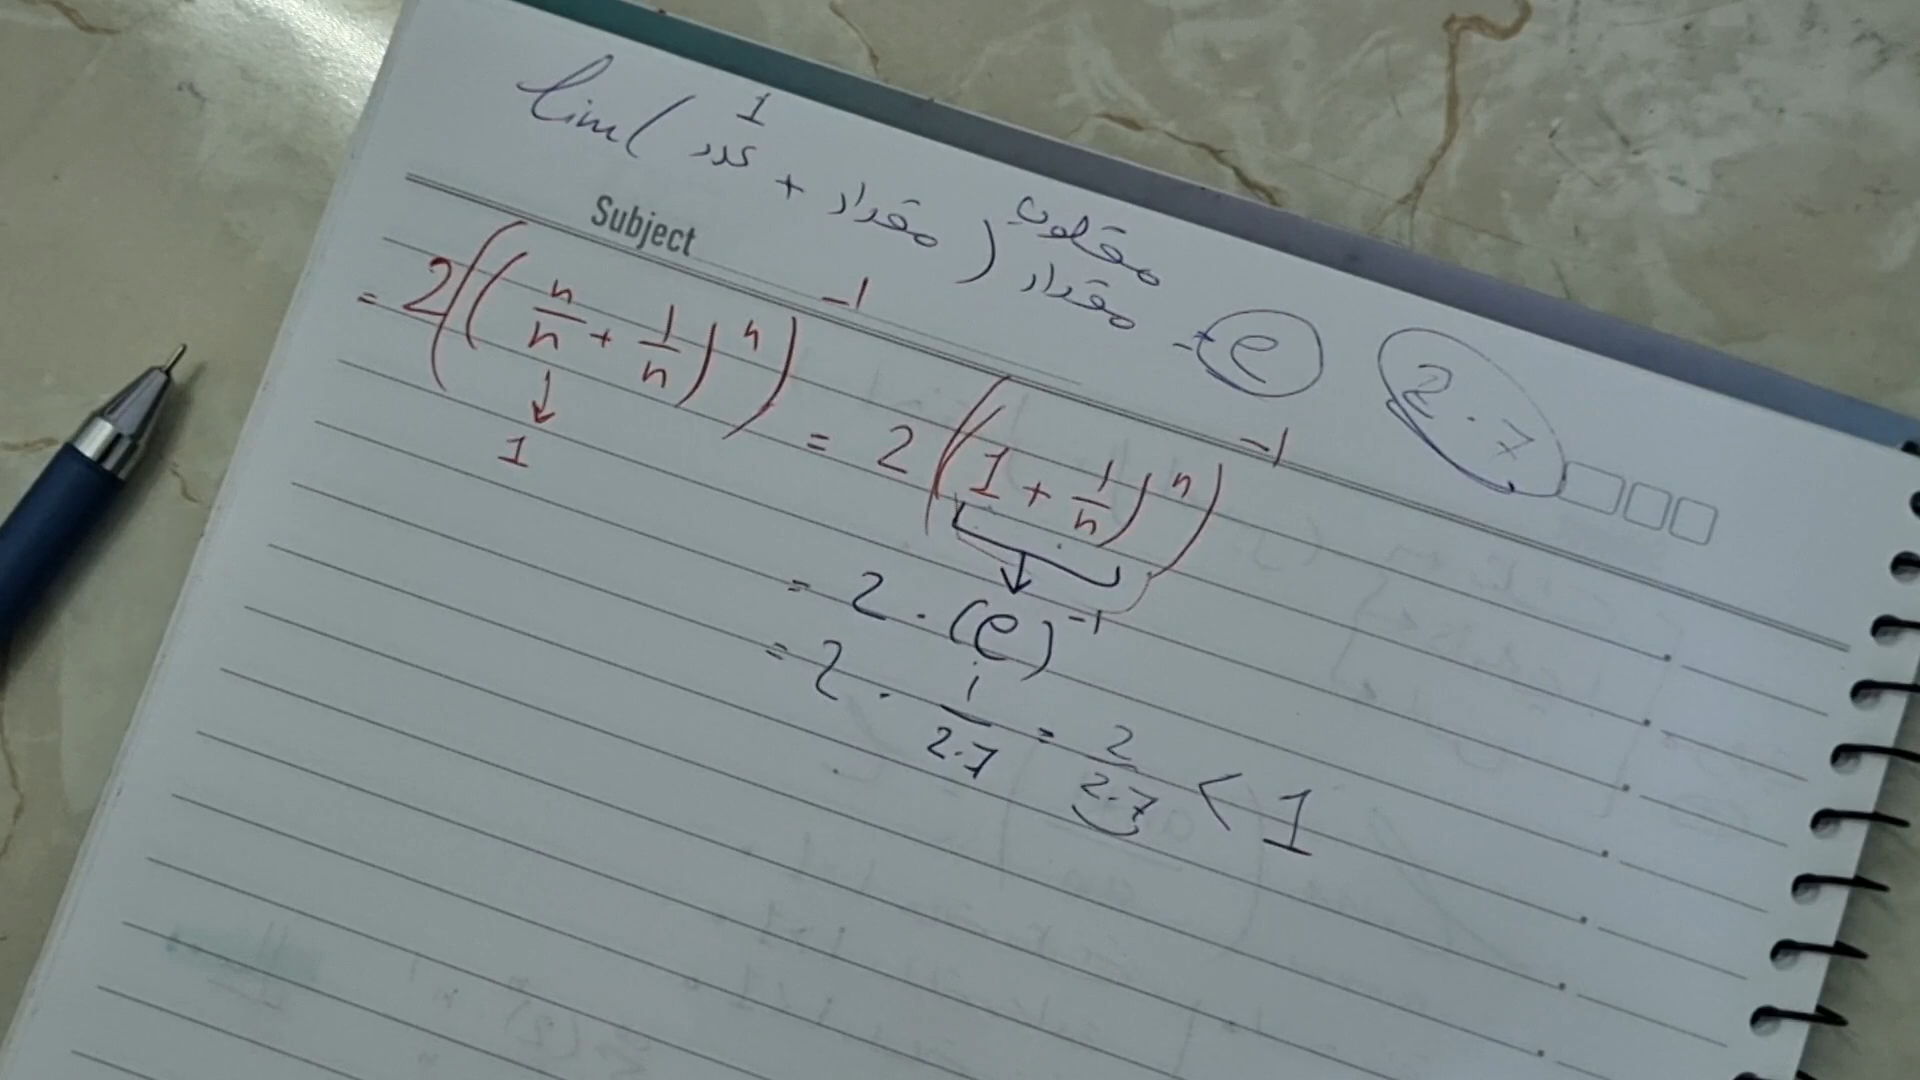 lim( عدد 1 + مقدار ) مقلوب مقدار = e 2.7
Subject
= 2((n/n + 1/n)^n)^-1 = 2((1 + 1/n)^n)^-1
1
= 2 . (e)^-1
= 2 . 1/2.7 = 2/2.7 < 1